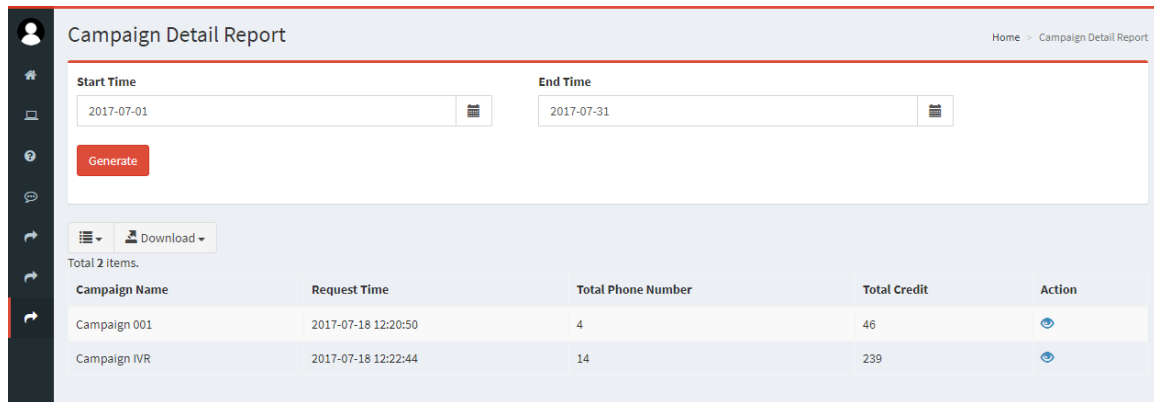 Campaign Detail Report
Home > Campaign Detail Report
Start Time
End Time
2017-07-01
2017-07-31
Generate
Download
Total 2 items.
Campaign Name Request Time Total Phone Number Total Credit Action
Campaign 001 2017-07-18 12:20:50 4 46
Campaign IVR 2017-07-18 12:22:44 14 239